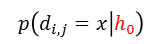 p(d_{i,j} = x|h_0)